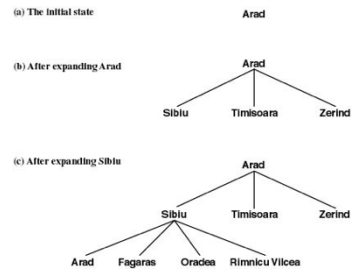 (a) The initial state
Arad
(b) After expanding Arad
Arad
Sibiu Timisoara Zerind
(c) After expanding Sibiu
Arad
Sibiu Timisoara Zerind
Arad Fagaras Oradea Rimnicu Vilcea